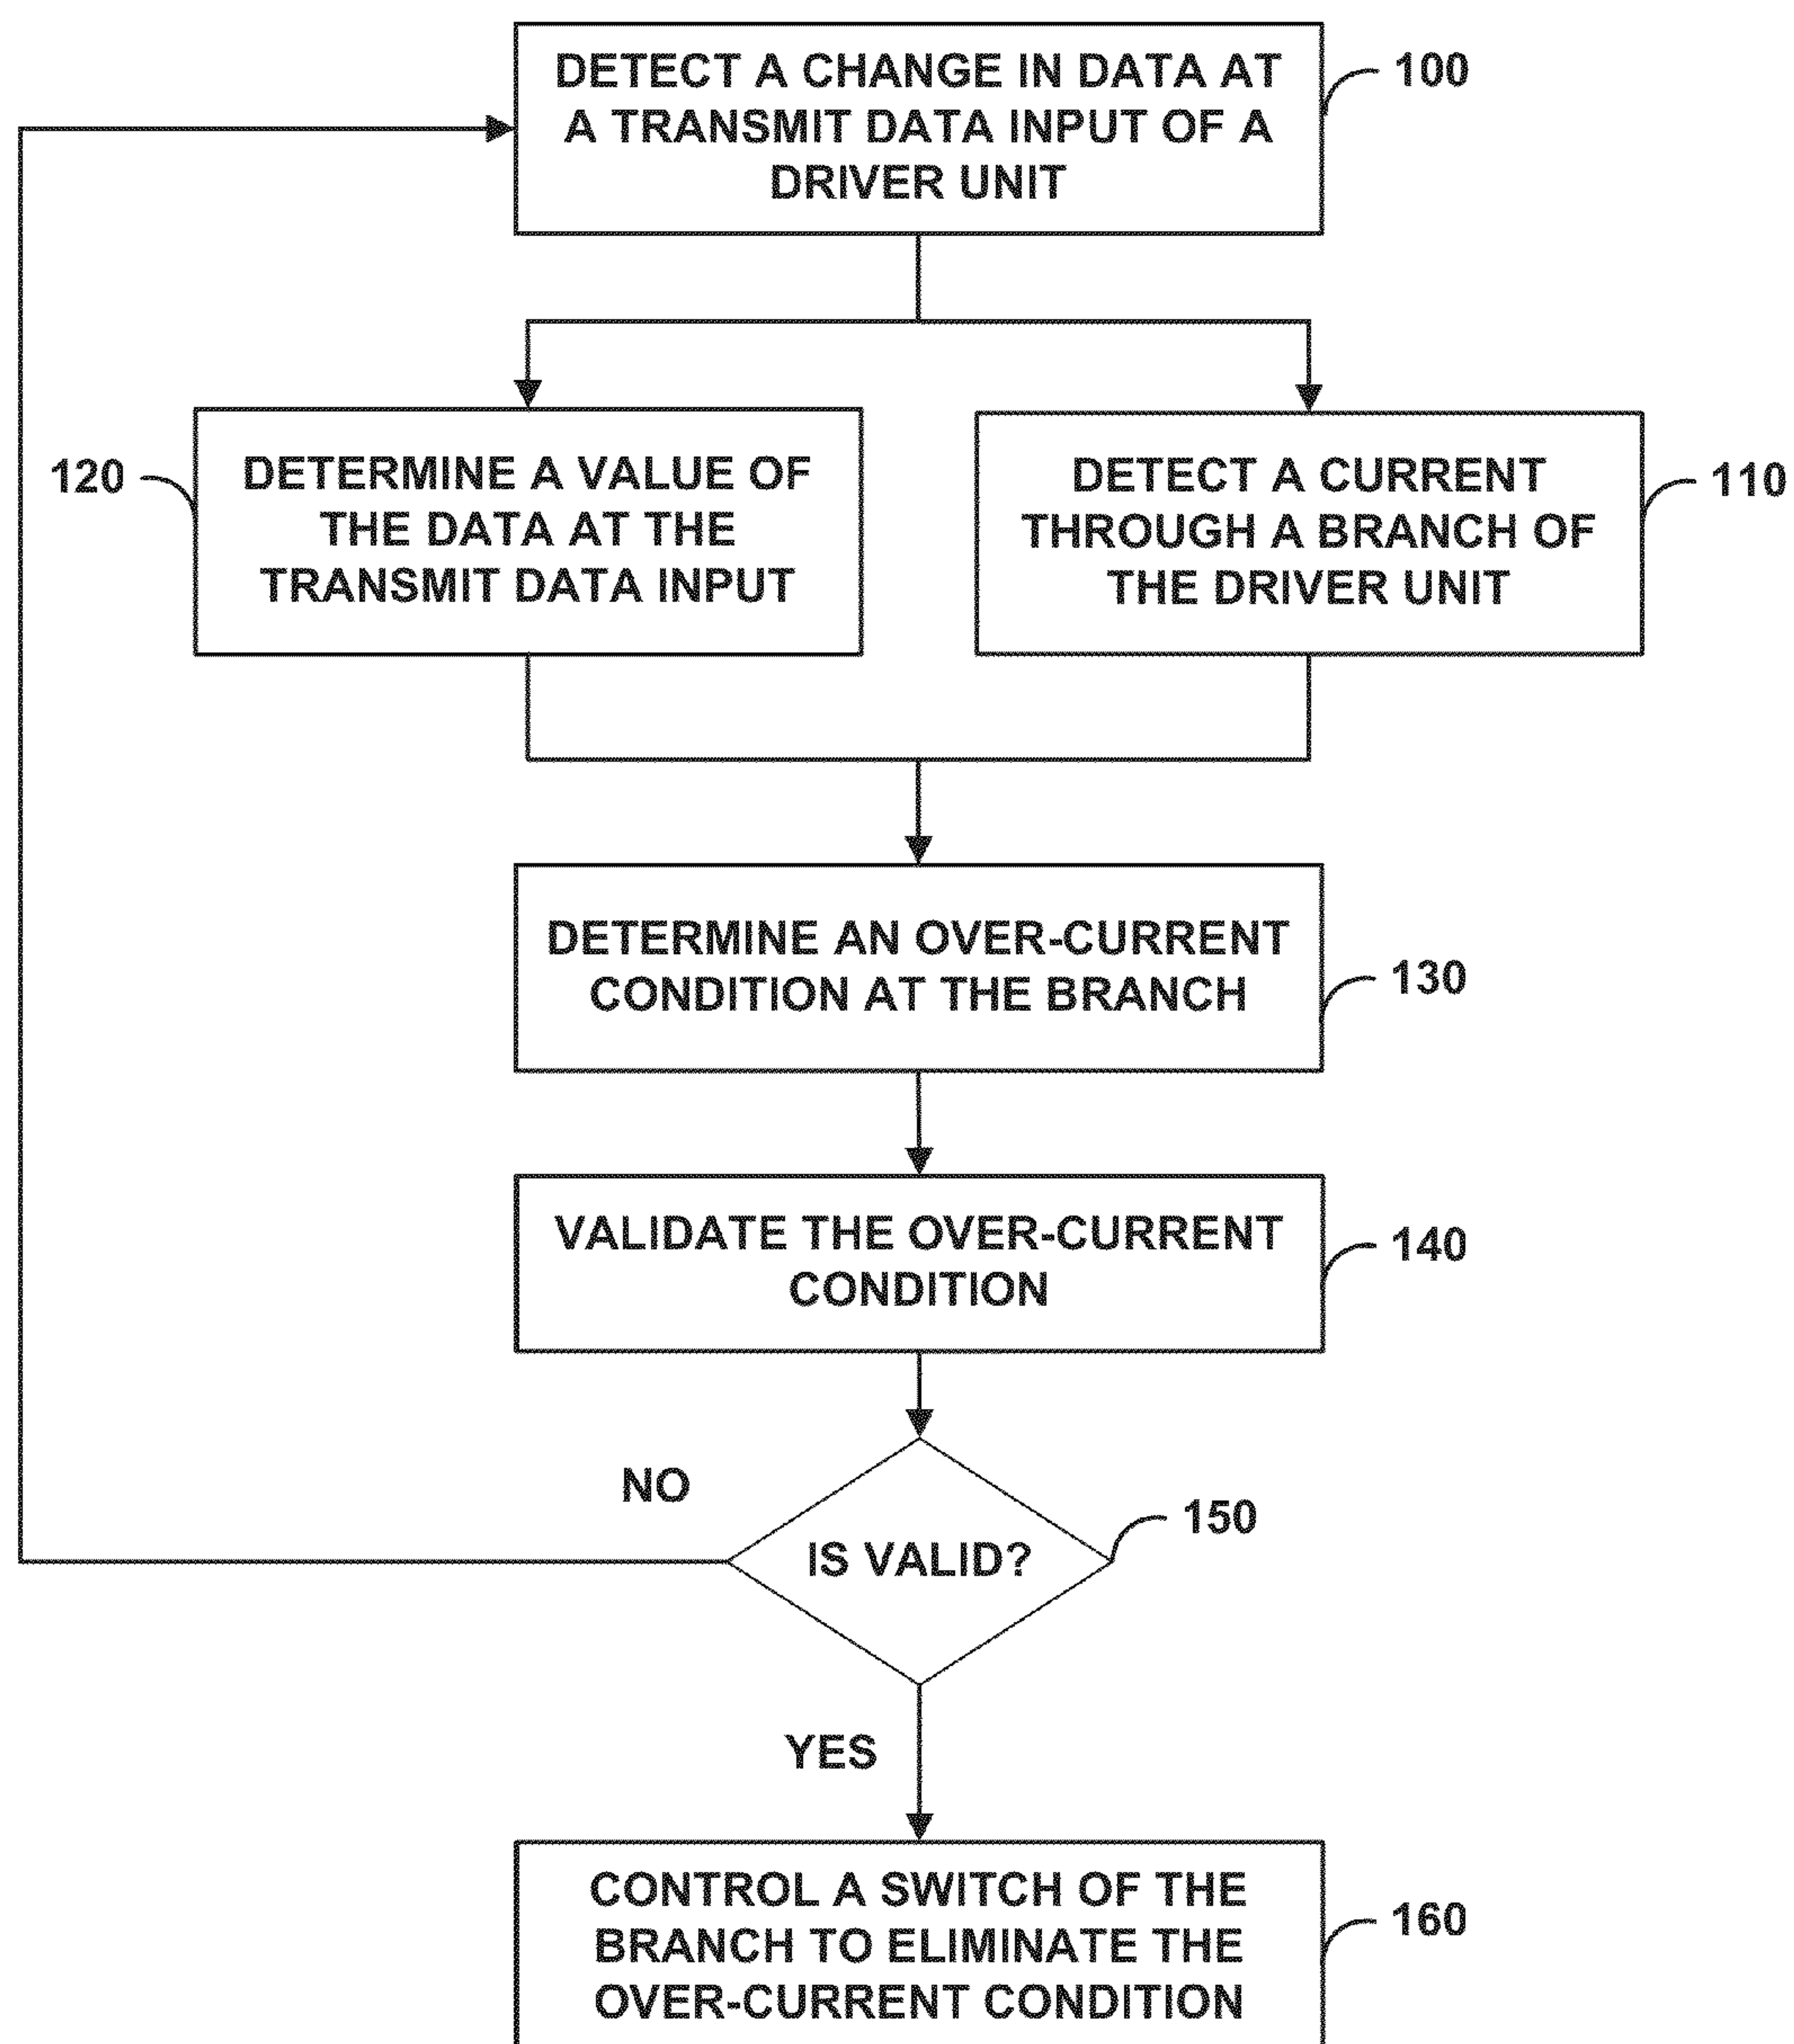 DETECT A CHANGE IN DATA AT
A TRANSMIT DATA INPUT OF A
DRIVER UNIT
100
120
DETERMINE A VALUE OF
THE DATA AT THE
TRANSMIT DATA INPUT
DETECT A CURRENT
THROUGH A BRANCH OF
THE DRIVER UNIT
110
DETERMINE AN OVER-CURRENT
CONDITION AT THE BRANCH
130
VALIDATE THE OVER-CURRENT
CONDITION
140
NO
IS VALID?
150
YES
CONTROL A SWITCH OF THE
BRANCH TO ELIMINATE THE
OVER-CURRENT CONDITION
160